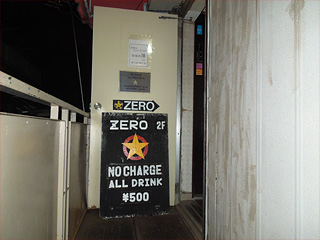 ZERO
ZERO 2F
NO CHARGE
ALL DRINK
¥500